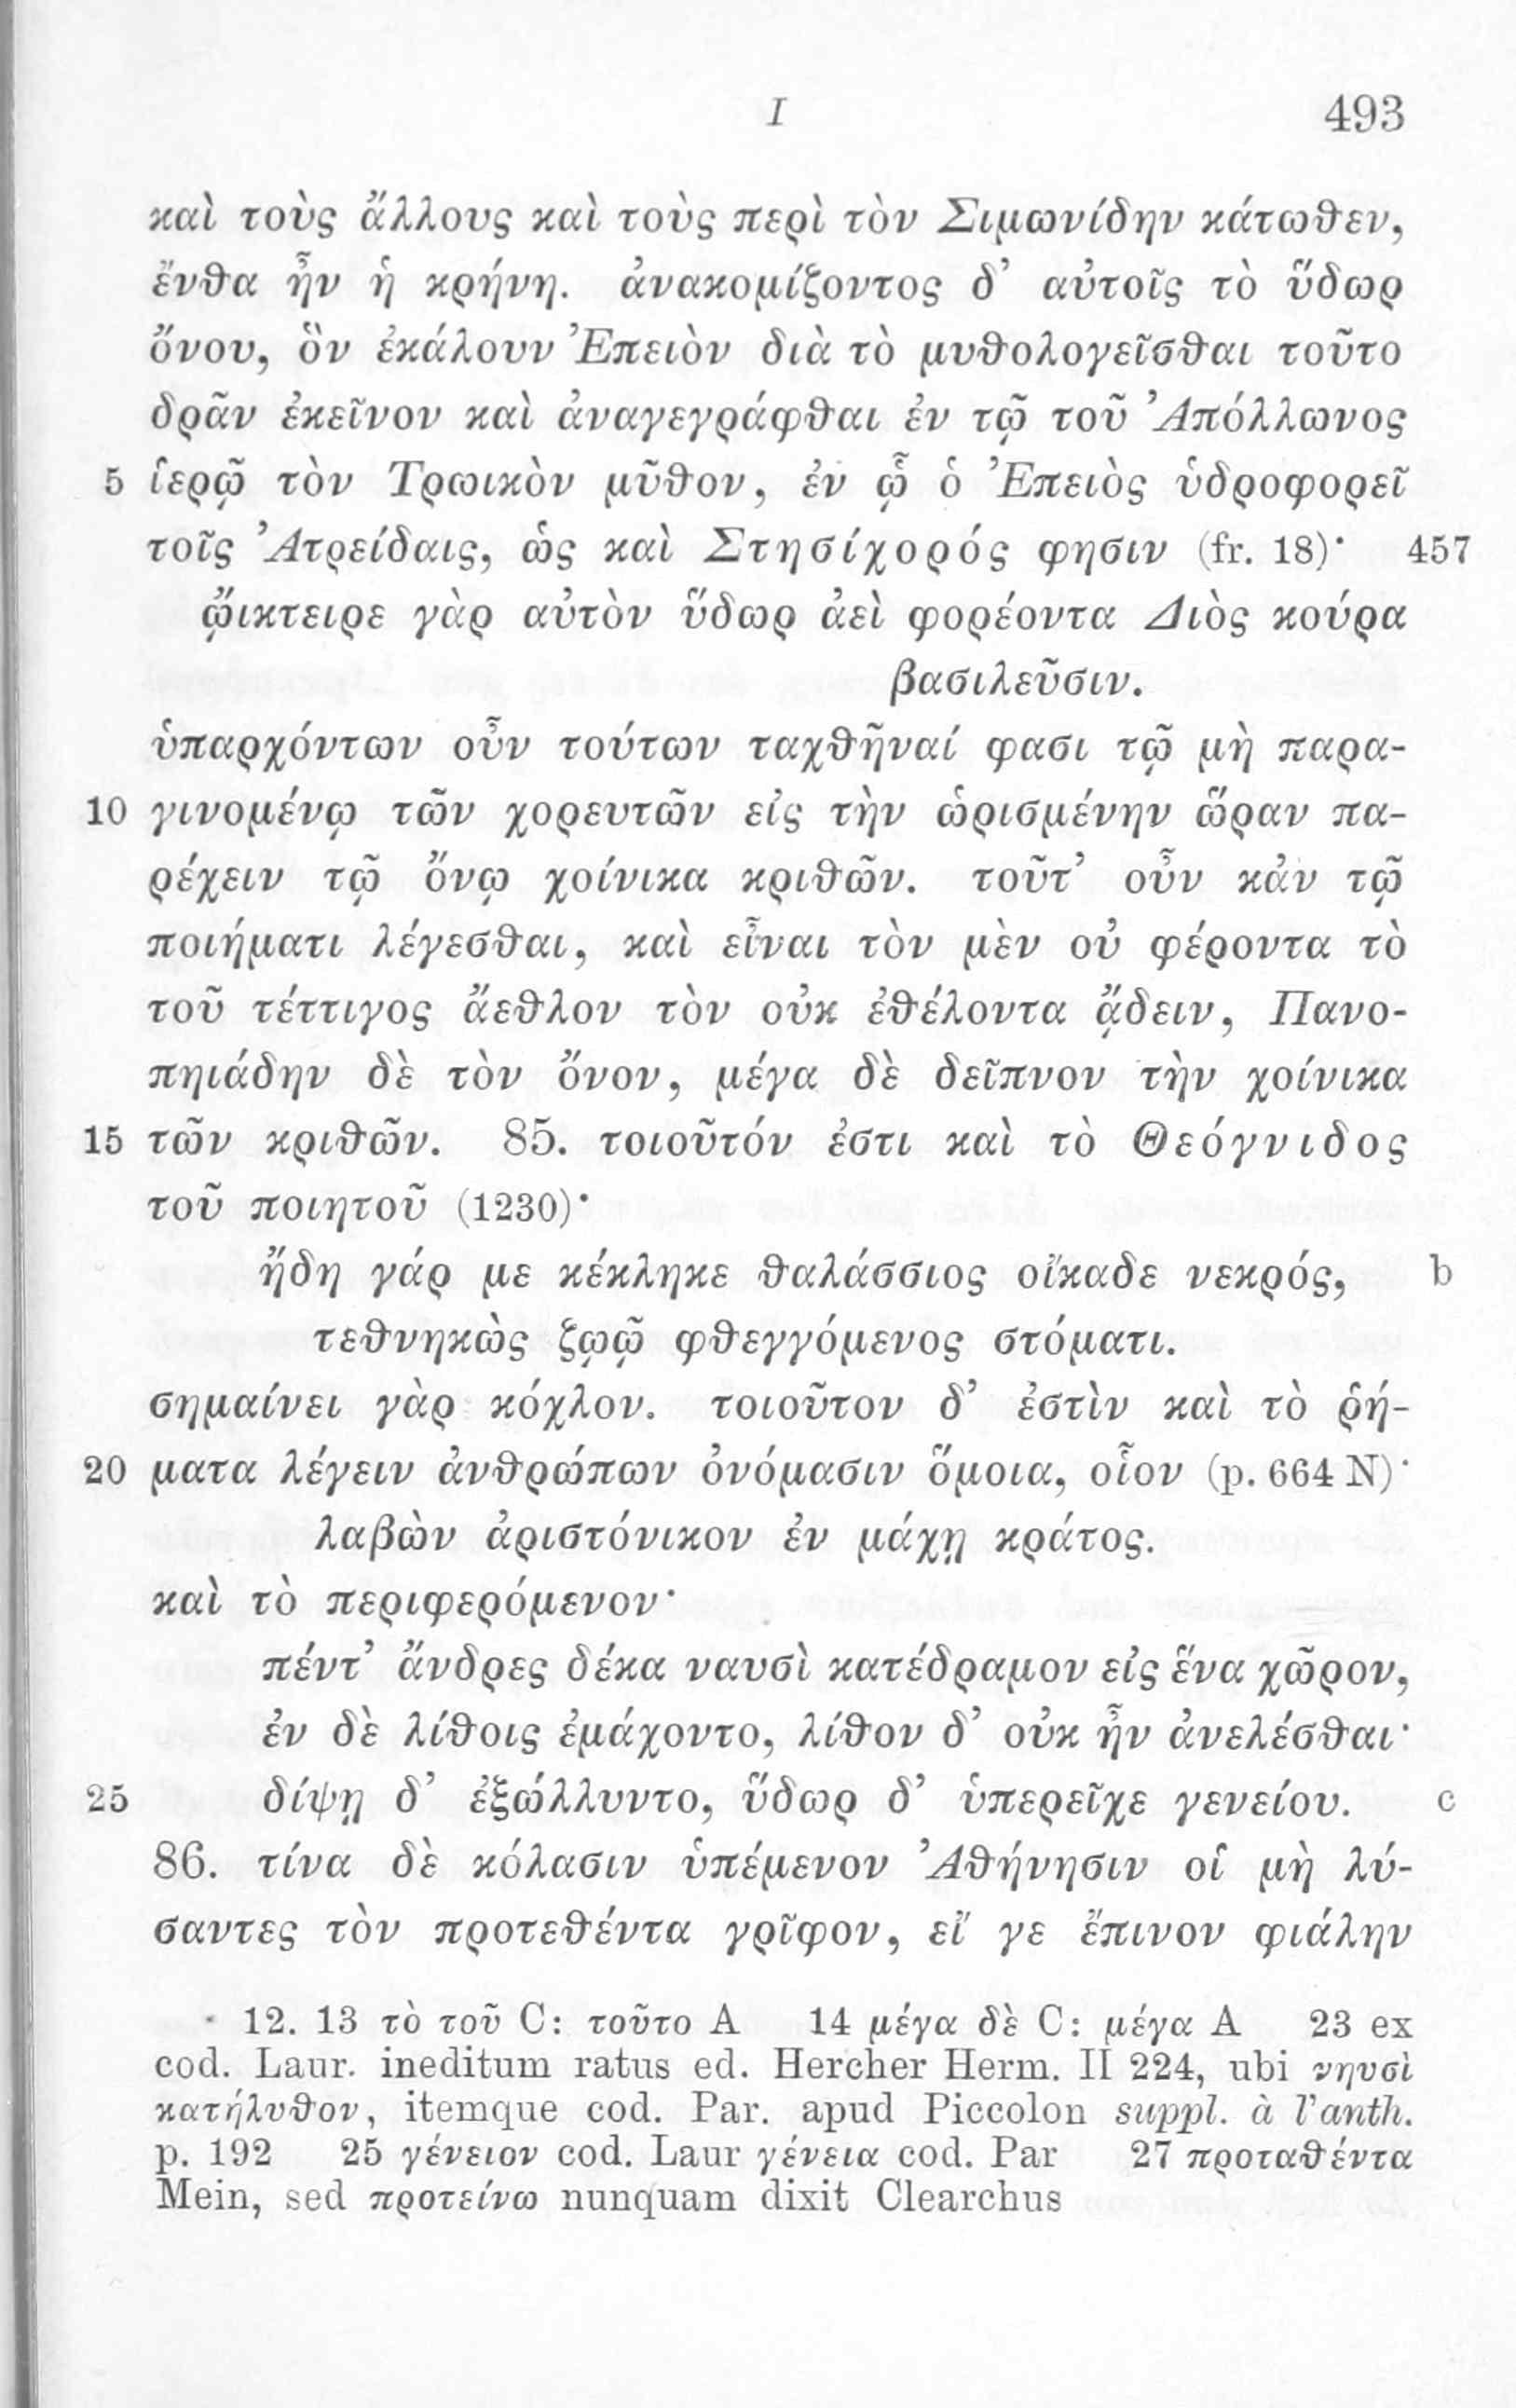 I 493
καὶ τοὺς ἄλλους καὶ τοὺς περὶ τὸν Σιμωνίδην κάτωθεν,
ἔνθα ἦν ἡ κρήνη. ἀνακομίζοντος δ' αὐτοῖς τὸ ὕδωρ
ὄνου, ὃν ἐκάλουν Ἐπειὸν διὰ τὸ μυθολογεῖσθαι τοῦτο
δρᾶν ἐκεῖνον καὶ ἀναγεγράφθαι ἐν τῷ τοῦ Ἀπόλλωνος
5 ἱερῷ τὸν Τρωικὸν μῦθον, ἐν ᾧ ὁ Ἐπειὸς ὑδροφορεῖ
τοῖς Ἀτρείδαις, ὡς καὶ Στησίχορός φησιν (fr. 18)· 457
ᾤικτειρε γὰρ αὐτὸν ὕδωρ ἀεὶ φορέοντα Διὸς κούρα
βασιλεῦσιν.
ὑπαρχόντων οὖν τούτων ταχθῆναί φασι τῷ μὴ παρα-
10 γινομένῳ τῶν χορευτῶν εἰς τὴν ὡρισμένην ὥραν πα-
ρέχειν τῷ ὄνῳ χοίνικα κριθῶν. τοῦτ' οὖν κἀν τῷ
ποιήματι λέγεσθαι, καὶ εἶναι τὸν μὲν οὐ φέροντα τὸ
τοῦ τέττιγος ἄεθλον τὸν οὐκ ἐθέλοντα ᾄδειν, Πανο-
πηιάδην δὲ τὸν ὄνον, μέγα δὲ δεῖπνον τὴν χοίνικα
15 τῶν κριθῶν. 85. τοιοῦτόν ἐστι καὶ τὸ Θεόγνιδος
τοῦ ποιητοῦ (1230)·
ἤδη γάρ με κέκληκε θαλάσσιος οἴκαδε νεκρός, b
τεθνηκὼς ζῳῷ φθεγγόμενος στόματι.
σημαίνει γὰρ κόχλον. τοιοῦτον δ' ἐστὶν καὶ τὸ ῥή-
20 ματα λέγειν ἀνθρώπων ὀνόμασιν ὅμοια, οἷον (p. 664 N)·
λαβὼν ἀριστόνικον ἐν μάχῃ κράτος.
καὶ τὸ περιφερόμενον·
πέντ' ἄνδρες δέκα ναυσὶ κατέδραμον εἰς ἕνα χῶρον,
ἐν δὲ λίθοις ἐμάχοντο, λίθον δ' οὐκ ἦν ἀνελέσθαι·
25 δίψῃ δ' ἐξώλλυντο, ὕδωρ δ' ὑπερεῖχε γενείου. c
86. τίνα δὲ κόλασιν ὑπέμενον Ἀθήνησιν οἱ μὴ λύ-
σαντες τὸν προτεθέντα γρῖφον, εἴ γε ἔπινον φιάλην
12. 13 τὸ τοῦ C: τοῦτο A 14 μέγα δὲ C: μέγα A 23 ex
cod. Laur. ineditum ratus ed. Hercher Herm. II 224, ubi νηυσὶ
κατήλυθον, itemque cod. Par. apud Piccolon suppl. à l'anth.
p. 192 25 γένειον cod. Laur γένεια cod. Par 27 προταθέντα
Mein, sed προτείνω nunquam dixit Clearchus